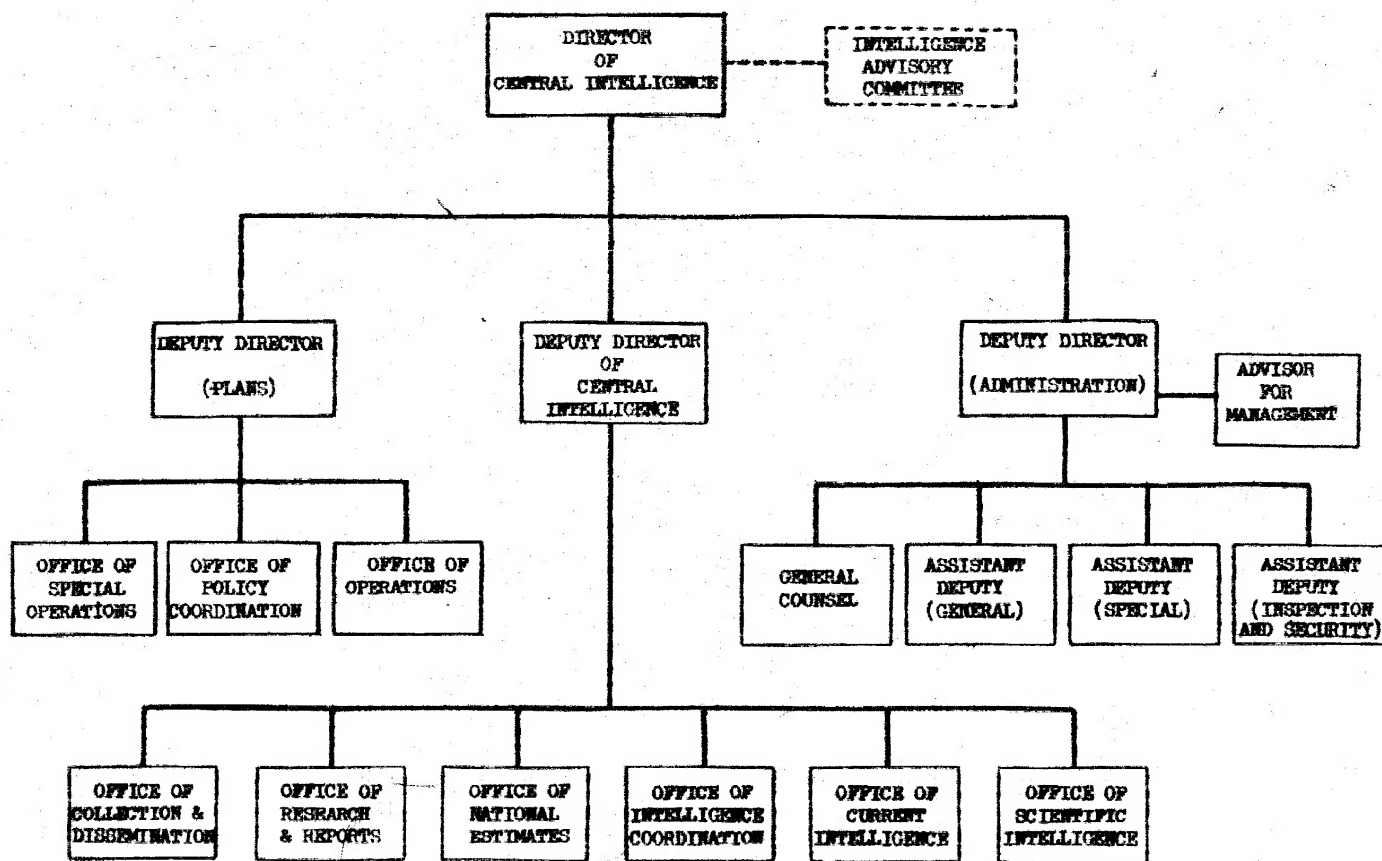 DIRECTOR
OF
CENTRAL INTELLIGENCE
INTELLIGENCE
ADVISORY
COMMITTEE
DEPUTY DIRECTOR
(PLANS)
DEPUTY DIRECTOR
OF
CENTRAL
INTELLIGENCE
DEPUTY DIRECTOR
(ADMINISTRATION)
ADVISOR
FOR
MANAGEMENT
OFFICE OF
SPECIAL
OPERATIONS
OFFICE OF
POLICY
COORDINATION
OFFICE OF
OPERATIONS
GENERAL
COUNSEL
ASSISTANT
DEPUTY
(GENERAL)
ASSISTANT
DEPUTY
(SPECIAL)
ASSISTANT
DEPUTY
(INSPECTION
AND SECURITY)
OFFICE OF
COLLECTION &
DISSEMINATION
OFFICE OF
RESEARCH
& REPORTS
OFFICE OF
NATIONAL
ESTIMATES
OFFICE OF
INTELLIGENCE
COORDINATION
OFFICE OF
CURRENT
INTELLIGENCE
OFFICE OF
SCIENTIFIC
INTELLIGENCE